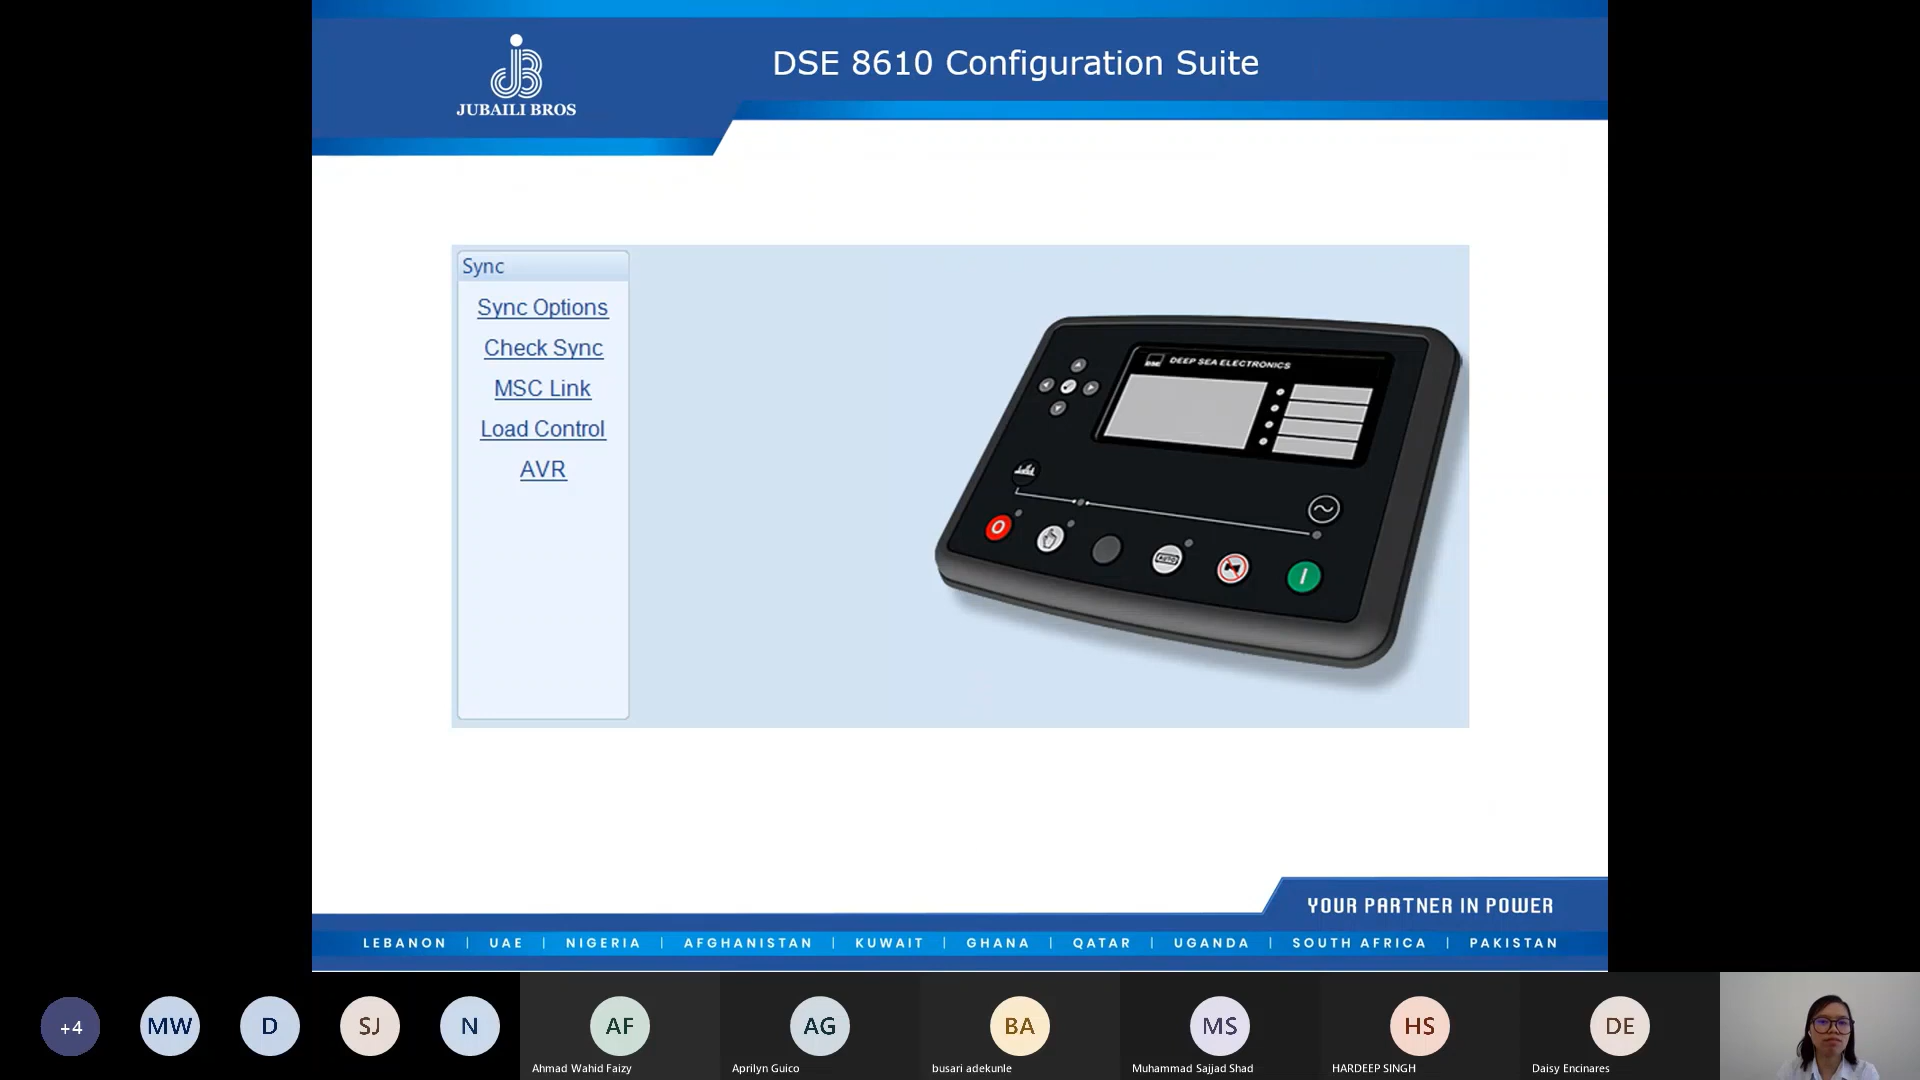 JUBAILI BROS
DSE 8610 Configuration Suite
Sync
Sync Options
Check Sync
MSC Link
Load Control
AVR
DSE DEEP SEA ELECTRONICS
AUTO
YOUR PARTNER IN POWER
LEBANON | UAE | NIGERIA | AFGHANISTAN | KUWAIT | GHANA | QATAR | UGANDA | SOUTH AFRICA | PAKISTAN
+4 MW D SJ N AF AG BA MS HS DE
Ahmad Wahid Faizy Aprilyn Guico busari adekunle Muhammad Sajjad Shad HARDEEP SINGH Daisy Encinares